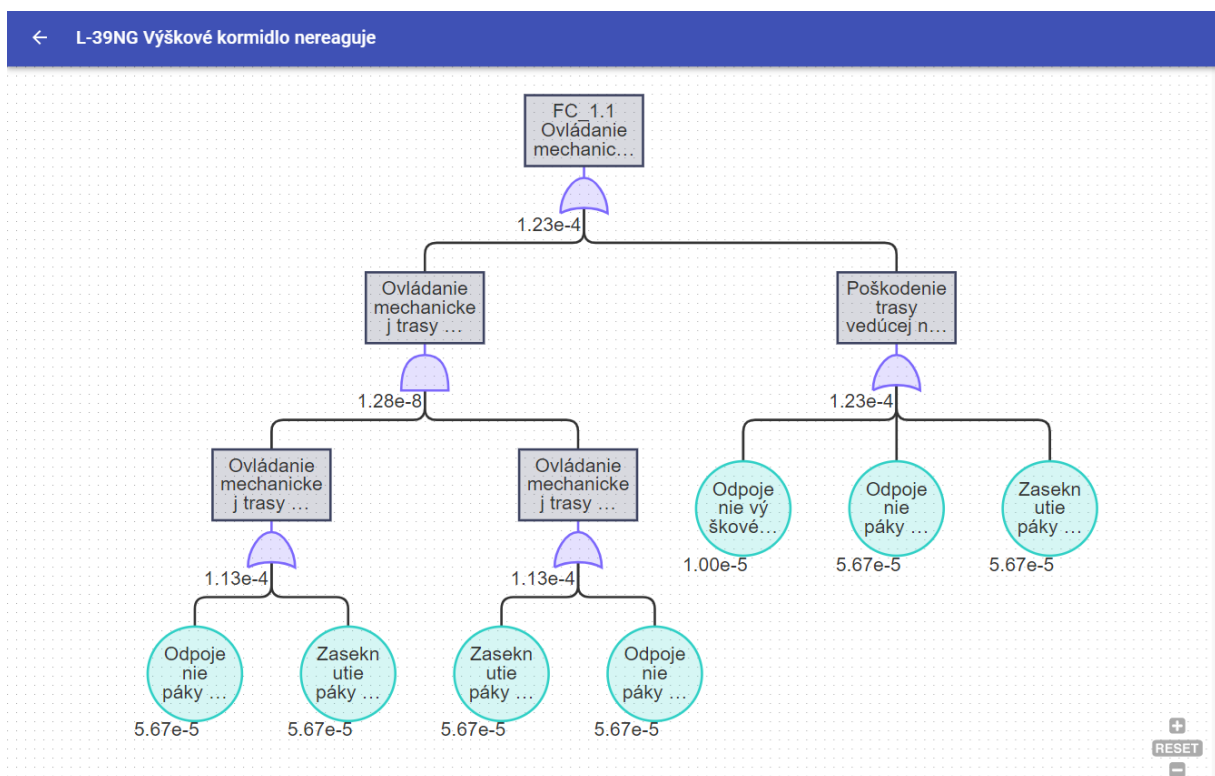 L-39NG Výškové kormidlo nereaguje
FC_1.1
Ovládanie
mechanic...
1.23e-4
Ovládanie
mechanicke
j trasy ...
1.28e-8
Poškodenie
trasy
vedúcej n...
1.23e-4
Ovládanie
mechanicke
j trasy ...
1.13e-4
Ovládanie
mechanicke
j trasy ...
1.13e-4
Odpoje
nie vý
škové...
1.00e-5
Odpoje
nie
páky ...
5.67e-5
Zasekn
utie
páky ...
5.67e-5
Odpoje
nie
páky ...
5.67e-5
Zasekn
utie
páky ...
5.67e-5
Zasekn
utie
páky ...
5.67e-5
Odpoje
nie
páky ...
5.67e-5
RESET